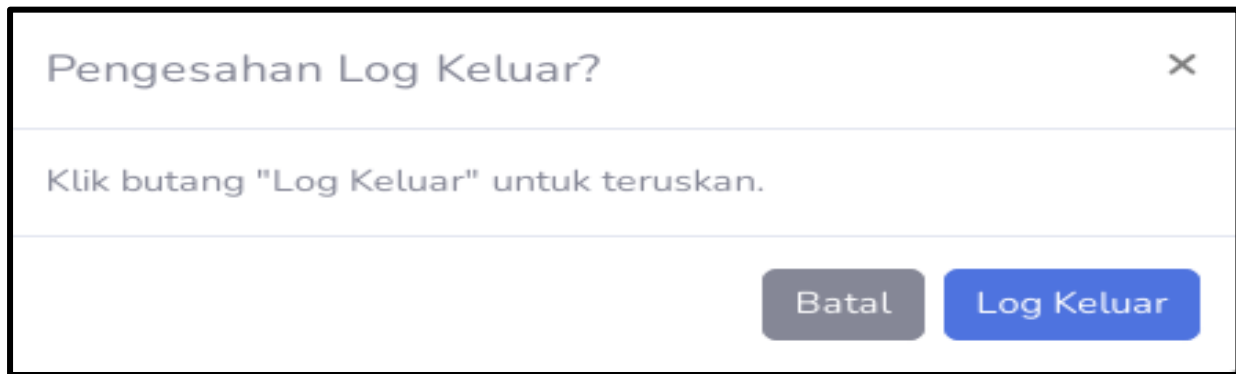 Pengesahan Log Keluar?
Klik butang "Log Keluar" untuk teruskan.
Batal
Log Keluar